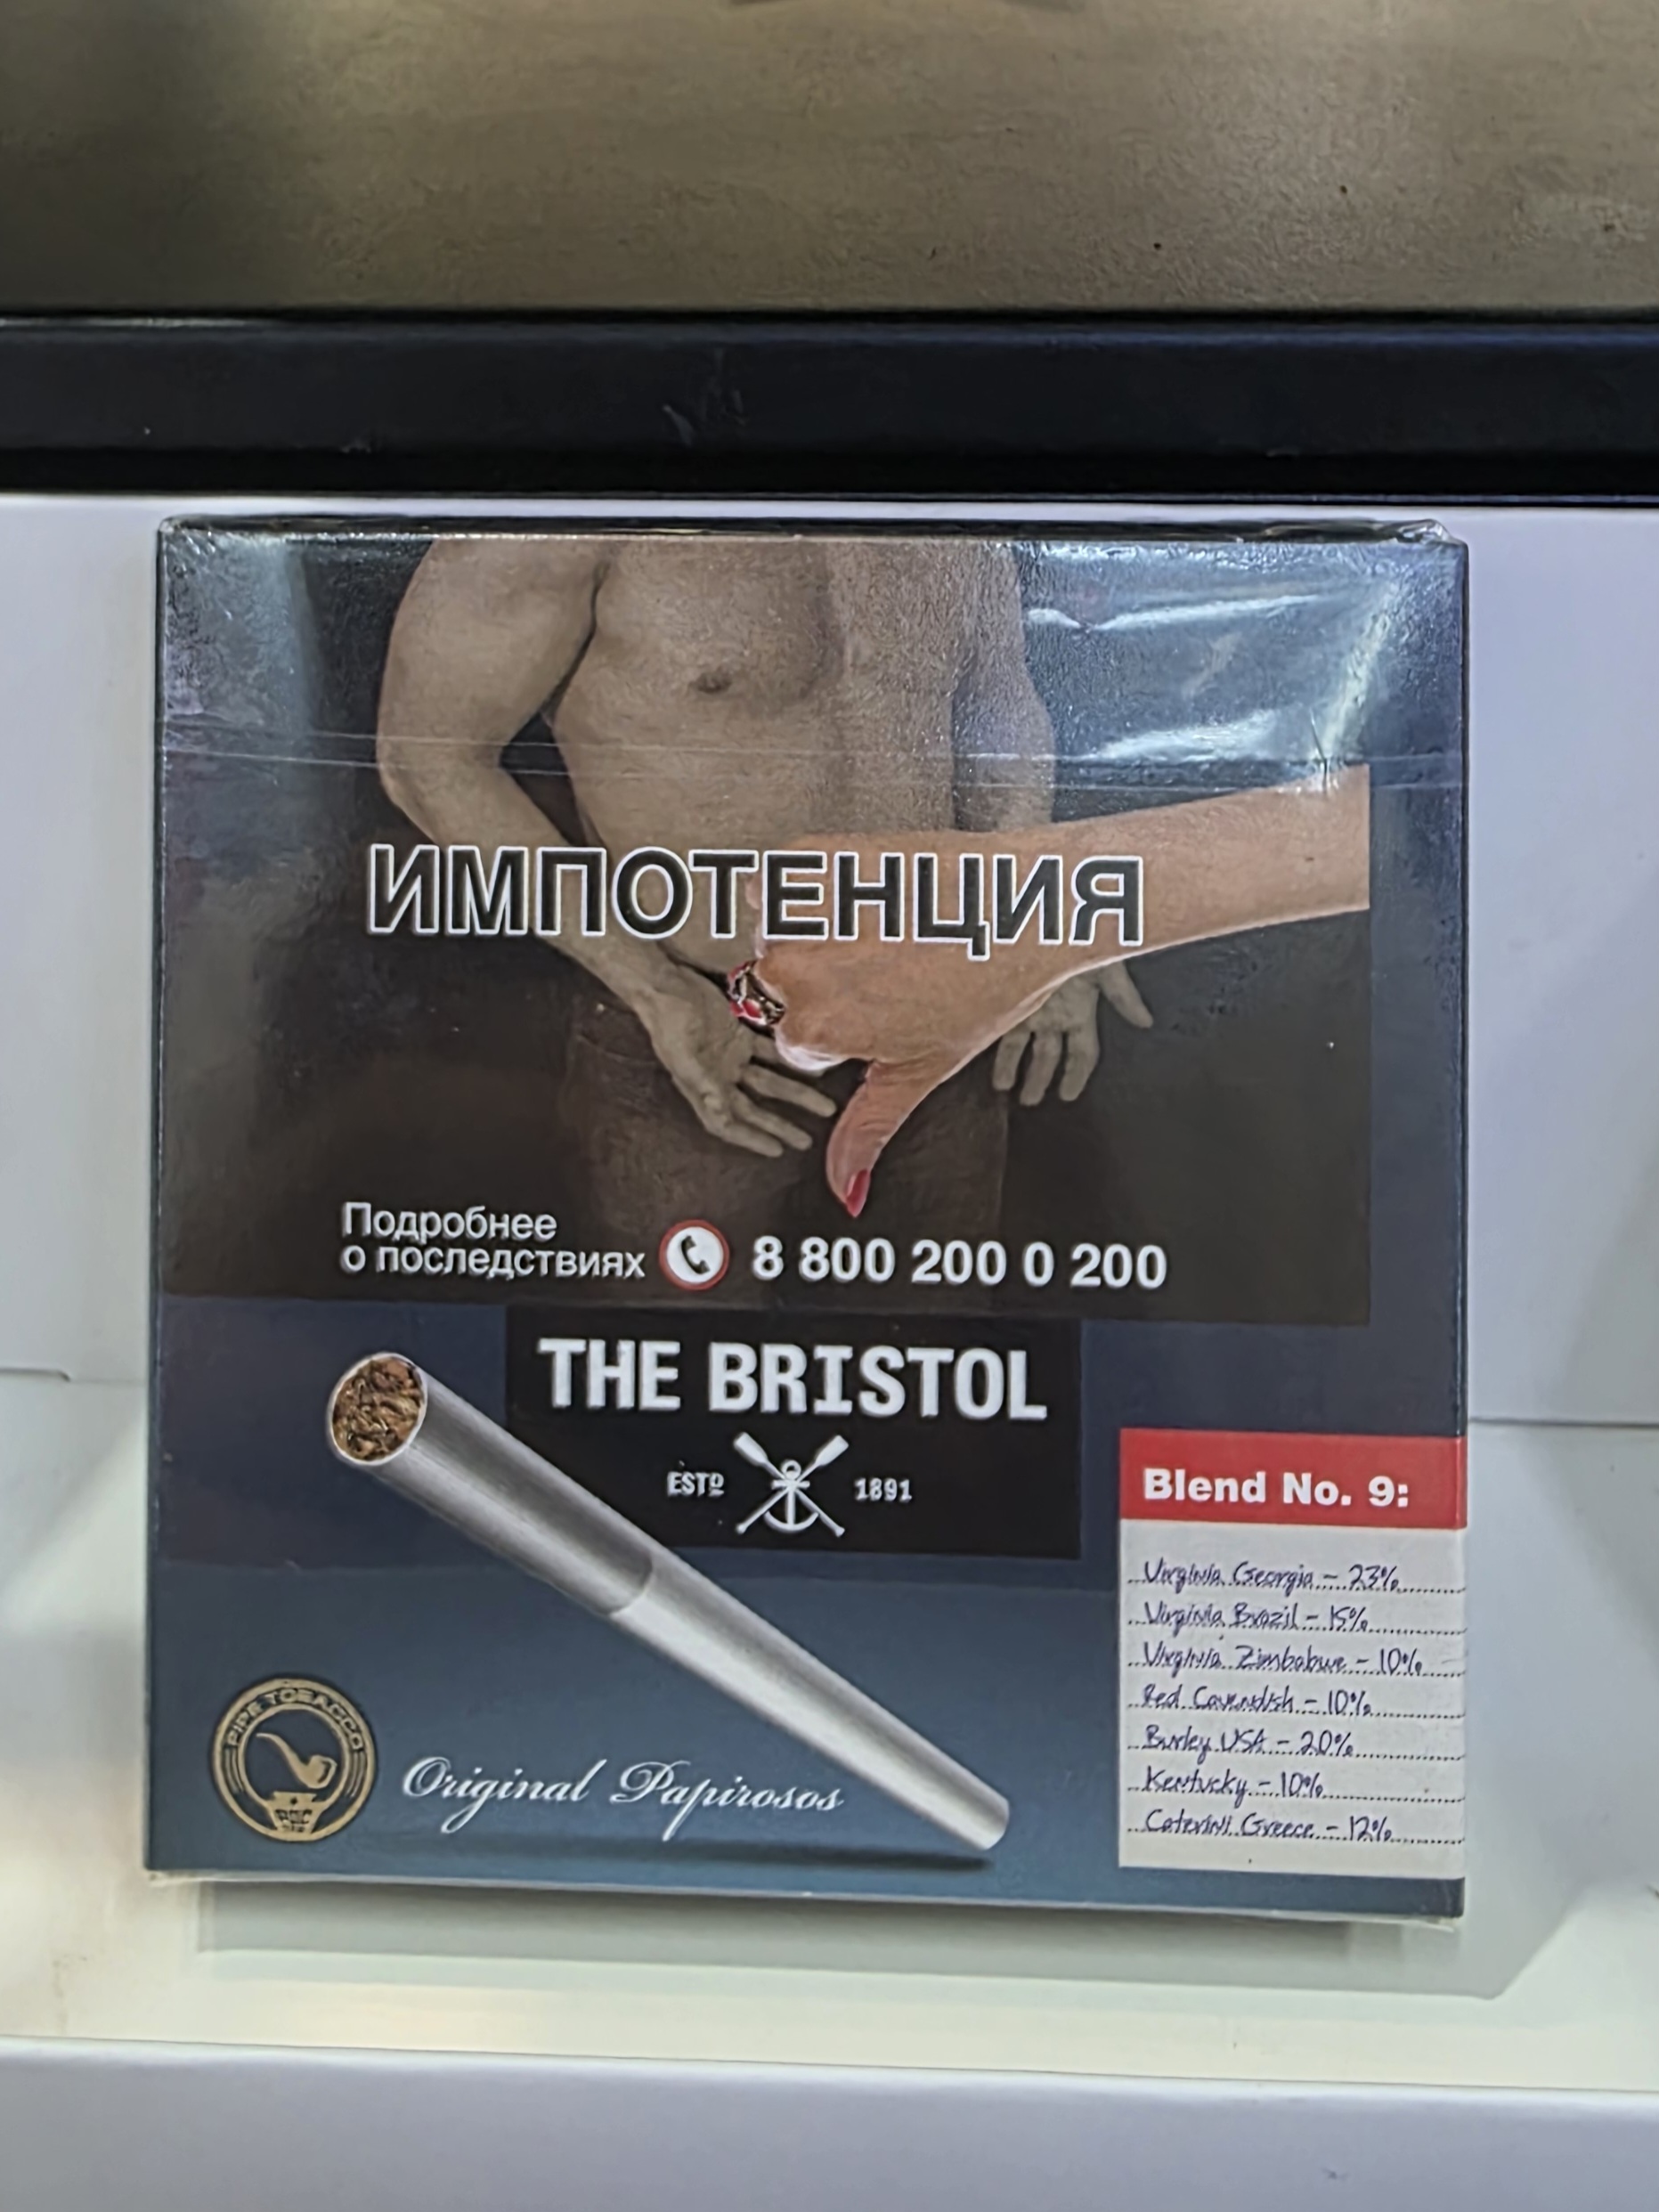 ИМПОТЕНЦИЯ
Подробнее
о последствиях 8 800 200 0 200
THE BRISTOL
ESTD 1891
Blend No. 9:
Virginia Georgia - 23%
Virginia Brazil - 15%
Virginia Zimbabwe - 10%
Red Cavendish - 10%
Burley USA - 20%
Kentucky - 10%
Caterini Greece - 12%
PIPE TOBACCO
Original Papirosos